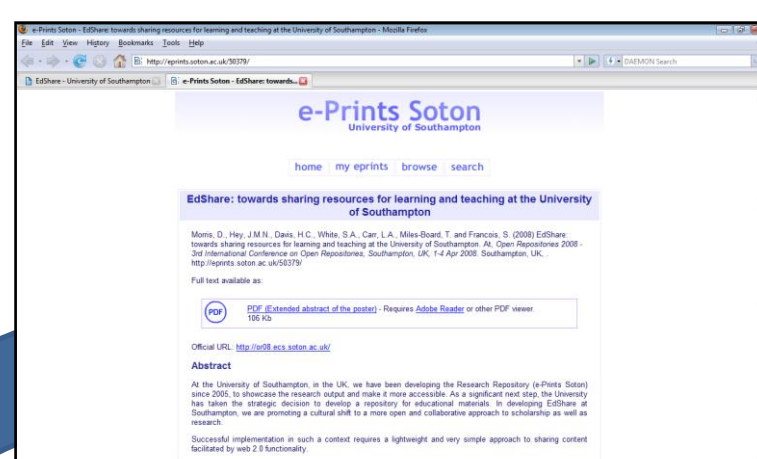 e-Prints Soton - EdShare: towards sharing resources for learning and teaching at the University of Southampton - Mozilla Firefox
File Edit View History Bookmarks Tools Help
http://eprints.soton.ac.uk/50379/
DAEMON Search
EdShare - University of Southampton
e-Prints Soton - EdShare: towards...
e-Prints Soton
University of Southampton
home my eprints browse search
EdShare: towards sharing resources for learning and teaching at the University
of Southampton
Morris, D., Hey, J.M.N., Davis, H.C., White, S.A., Carr, L.A., Miles-Board, T. and Francois, S. (2008) EdShare:
towards sharing resources for learning and teaching at the University of Southampton. At, Open Repositories 2008 -
3rd International Conference on Open Repositories, Southampton, UK, 1-4 Apr 2008. Southampton, UK, .
http://eprints.soton.ac.uk/50379/
Full text available as:
PDF
PDF (Extended abstract of the poster) - Requires Adobe Reader or other PDF viewer.
106 Kb
Official URL: http://or08.ecs.soton.ac.uk/
Abstract
At the University of Southampton, in the UK, we have been developing the Research Repository (e-Prints Soton)
since 2005, to showcase the research output and make it more accessible. As a significant next step, the University
has taken the strategic decision to develop a repository for educational materials. In developing EdShare at
Southampton, we are promoting a cultural shift to a more open and collaborative approach to scholarship as well as
research.
Successful implementation in such a context requires a lightweight and very simple approach to sharing content
facilitated by web 2.0 functionality.